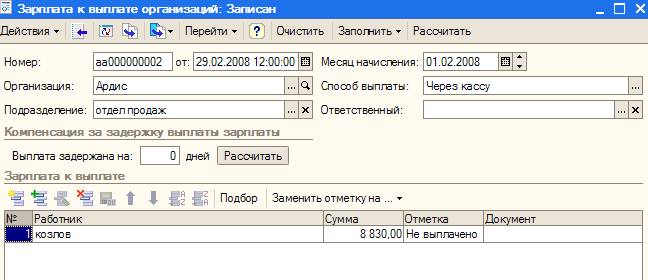 Зарплата к выплате организаций: Записан
Действия Перейти ? Очистить Заполнить Рассчитать
Номер: аа000000002 от: 29.02.2008 12:00:00 Месяц начисления: 01.02.2008
Организация: Ардис ... Способ выплаты: Через кассу ...
Подразделение: отдел продаж ... x Ответственный: ... x
Компенсация за задержку выплаты зарплаты
Выплата задержана на: 0 дней Рассчитать
Зарплата к выплате
Подбор Заменить отметку на ...
№ Работник Сумма Отметка Документ
1 козлов 8 830,00 Не выплачено